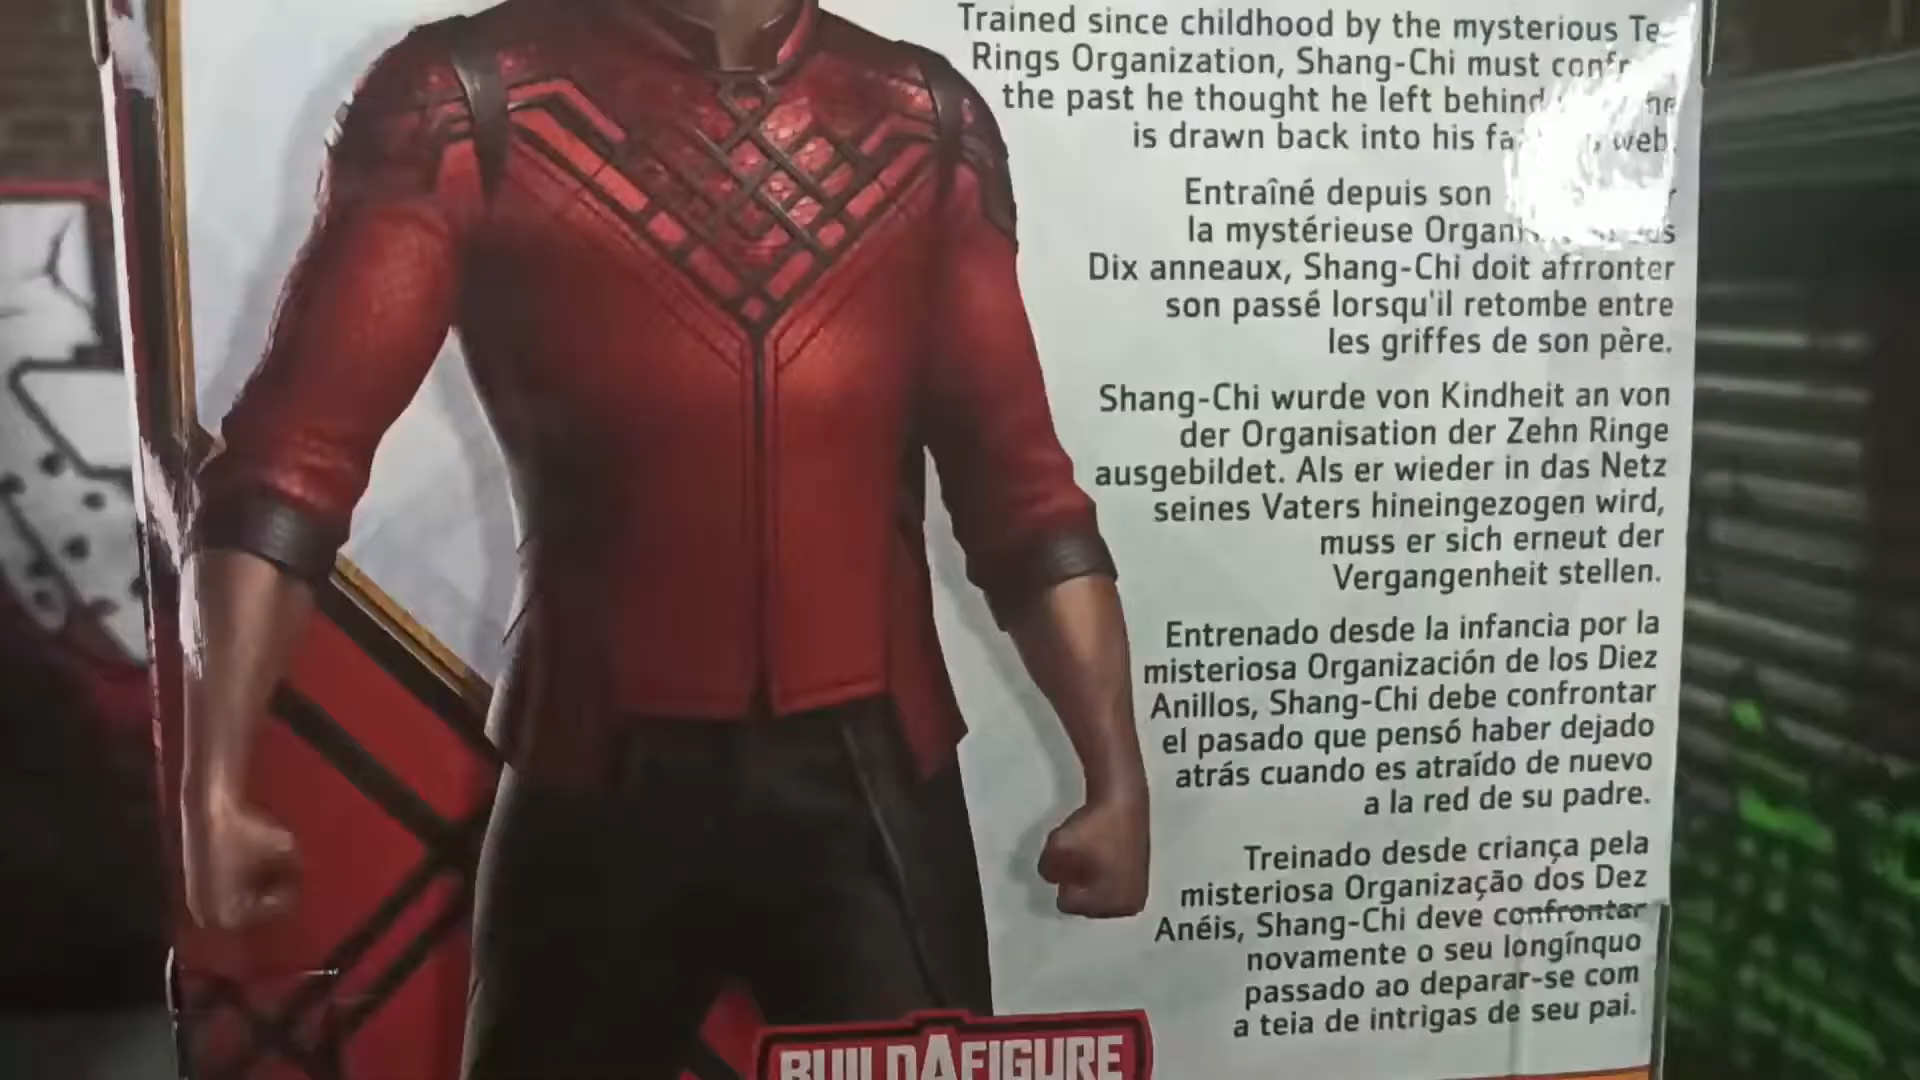 Trained since childhood by the mysterious
Rings Organization, Shang-Chi must
the past he thought he left behind
is drawn back into his web.
Entraîné depuis son
la mystérieuse
Dix anneaux, Shang-Chi doit affronter
son passé lorsqu'il retombe entre
les griffes de son père.
Shang-Chi wurde von Kindheit an von
der Organisation der Zehn Ringe
ausgebildet. Als er wieder in das Netz
seines Vaters hineingezogen wird,
muss er sich erneut der
Vergangenheit stellen.
Entrenado desde la infancia por la
misteriosa Organización de los Diez
Anillos, Shang-Chi debe confrontar
el pasado que pensó haber dejado
atrás cuando es atraído de nuevo
a la red de su padre.
Treinado desde criança pela
misteriosa Organização dos Dez
Anéis, Shang-Chi deve confrontar
novamente o seu longínquo
passado ao deparar-se com
a teia de intrigas de seu pai.
BUILDAFIGURE